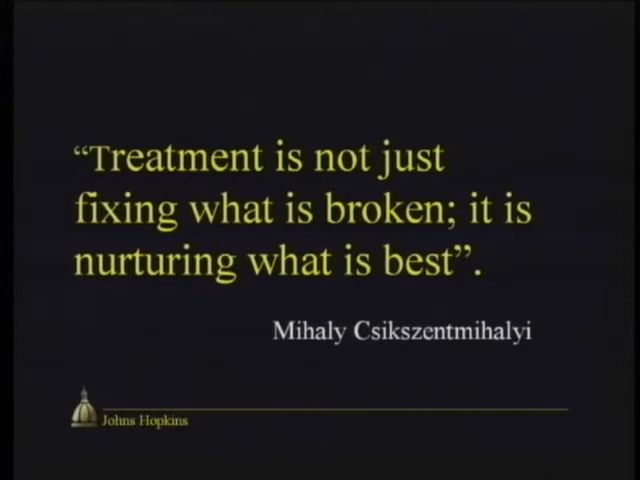 “Treatment is not just
fixing what is broken; it is
nurturing what is best”.
Mihaly Csikszentmihalyi
Johns Hopkins